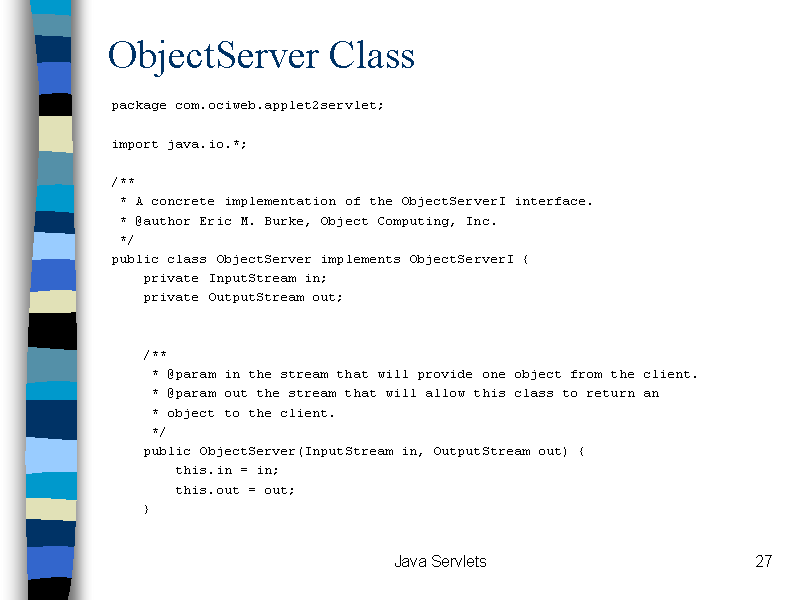 ObjectServer Class
package com.ociweb.applet2servlet;
import java.io.*;
/**
 * A concrete implementation of the ObjectServerI interface.
 * @author Eric M. Burke, Object Computing, Inc.
 */
public class ObjectServer implements ObjectServerI {
    private InputStream in;
    private OutputStream out;
    /**
     * @param in the stream that will provide one object from the client.
     * @param out the stream that will allow this class to return an
     * object to the client.
     */
    public ObjectServer(InputStream in, OutputStream out) {
        this.in = in;
        this.out = out;
    }
Java Servlets
27